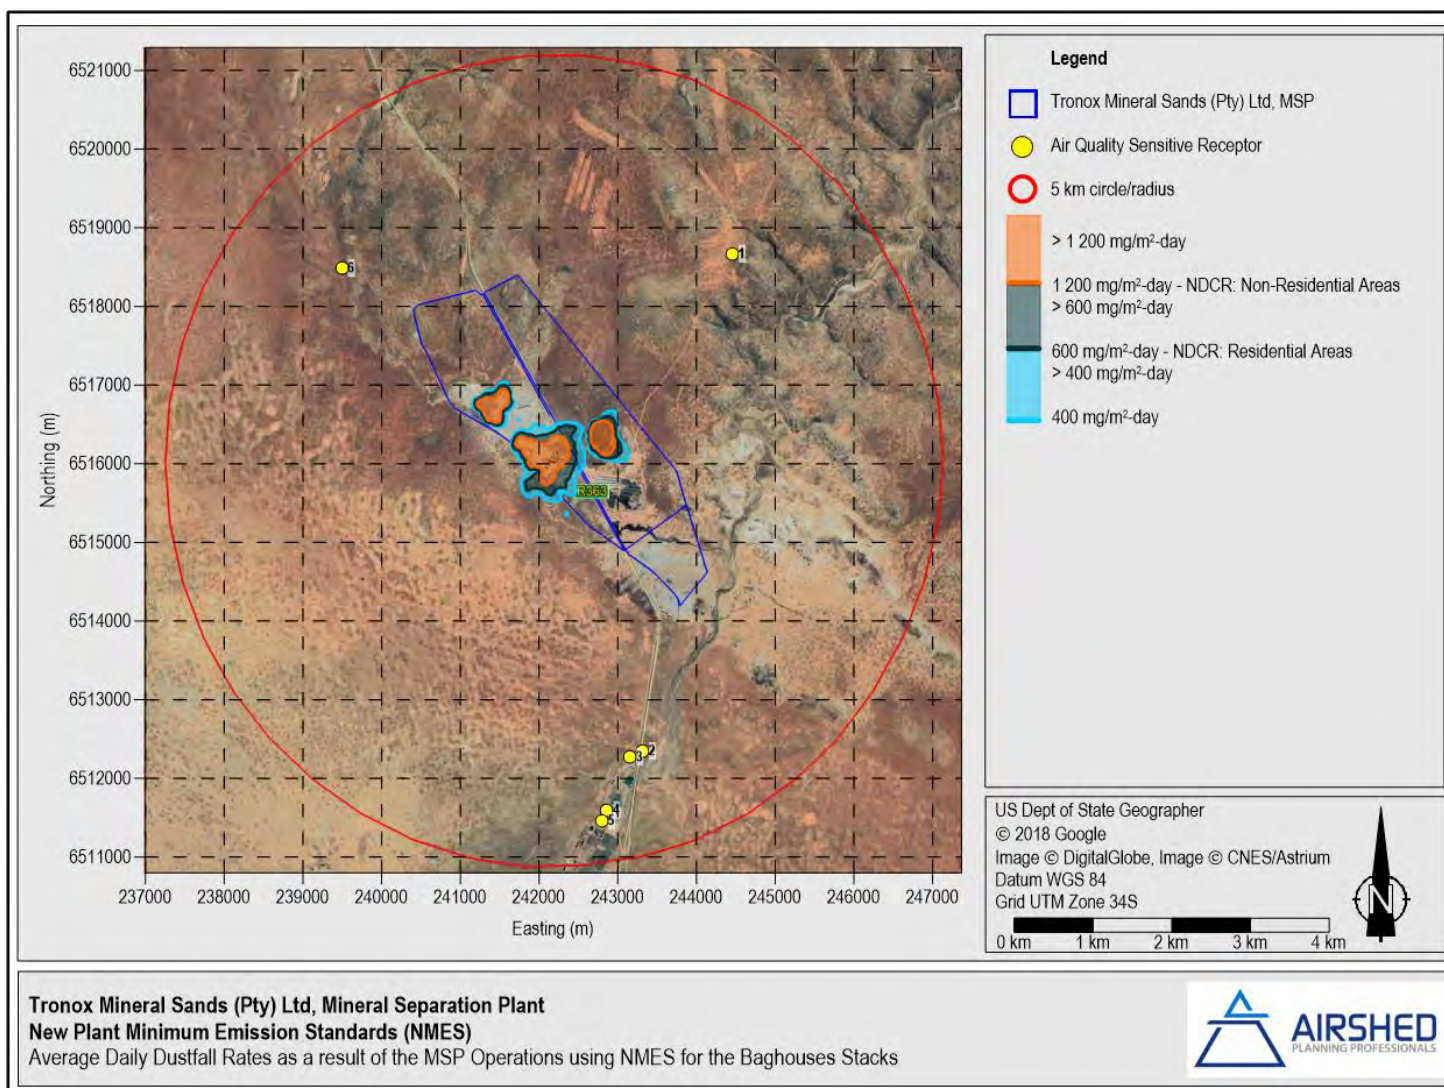 6521000
6520000
6519000
6518000
6517000
6516000
6515000
6514000
6513000
6512000
6511000
Northing (m)
1
6
R363
2
3
4
5
237000 238000 239000 240000 241000 242000 243000 244000 245000 246000 247000
Easting (m)
Legend
Tronox Mineral Sands (Pty) Ltd, MSP
Air Quality Sensitive Receptor
5 km circle/radius
> 1 200 mg/m²-day
1 200 mg/m²-day - NDCR: Non-Residential Areas
> 600 mg/m²-day
600 mg/m²-day - NDCR: Residential Areas
> 400 mg/m²-day
400 mg/m²-day
US Dept of State Geographer
© 2018 Google
Image © DigitalGlobe, Image © CNES/Astrium
Datum WGS 84
Grid UTM Zone 34S
0 km 1 km 2 km 3 km 4 km
N
Tronox Mineral Sands (Pty) Ltd, Mineral Separation Plant
New Plant Minimum Emission Standards (NMES)
Average Daily Dustfall Rates as a result of the MSP Operations using NMES for the Baghouses Stacks
AIRSHED
PLANNING PROFESSIONALS